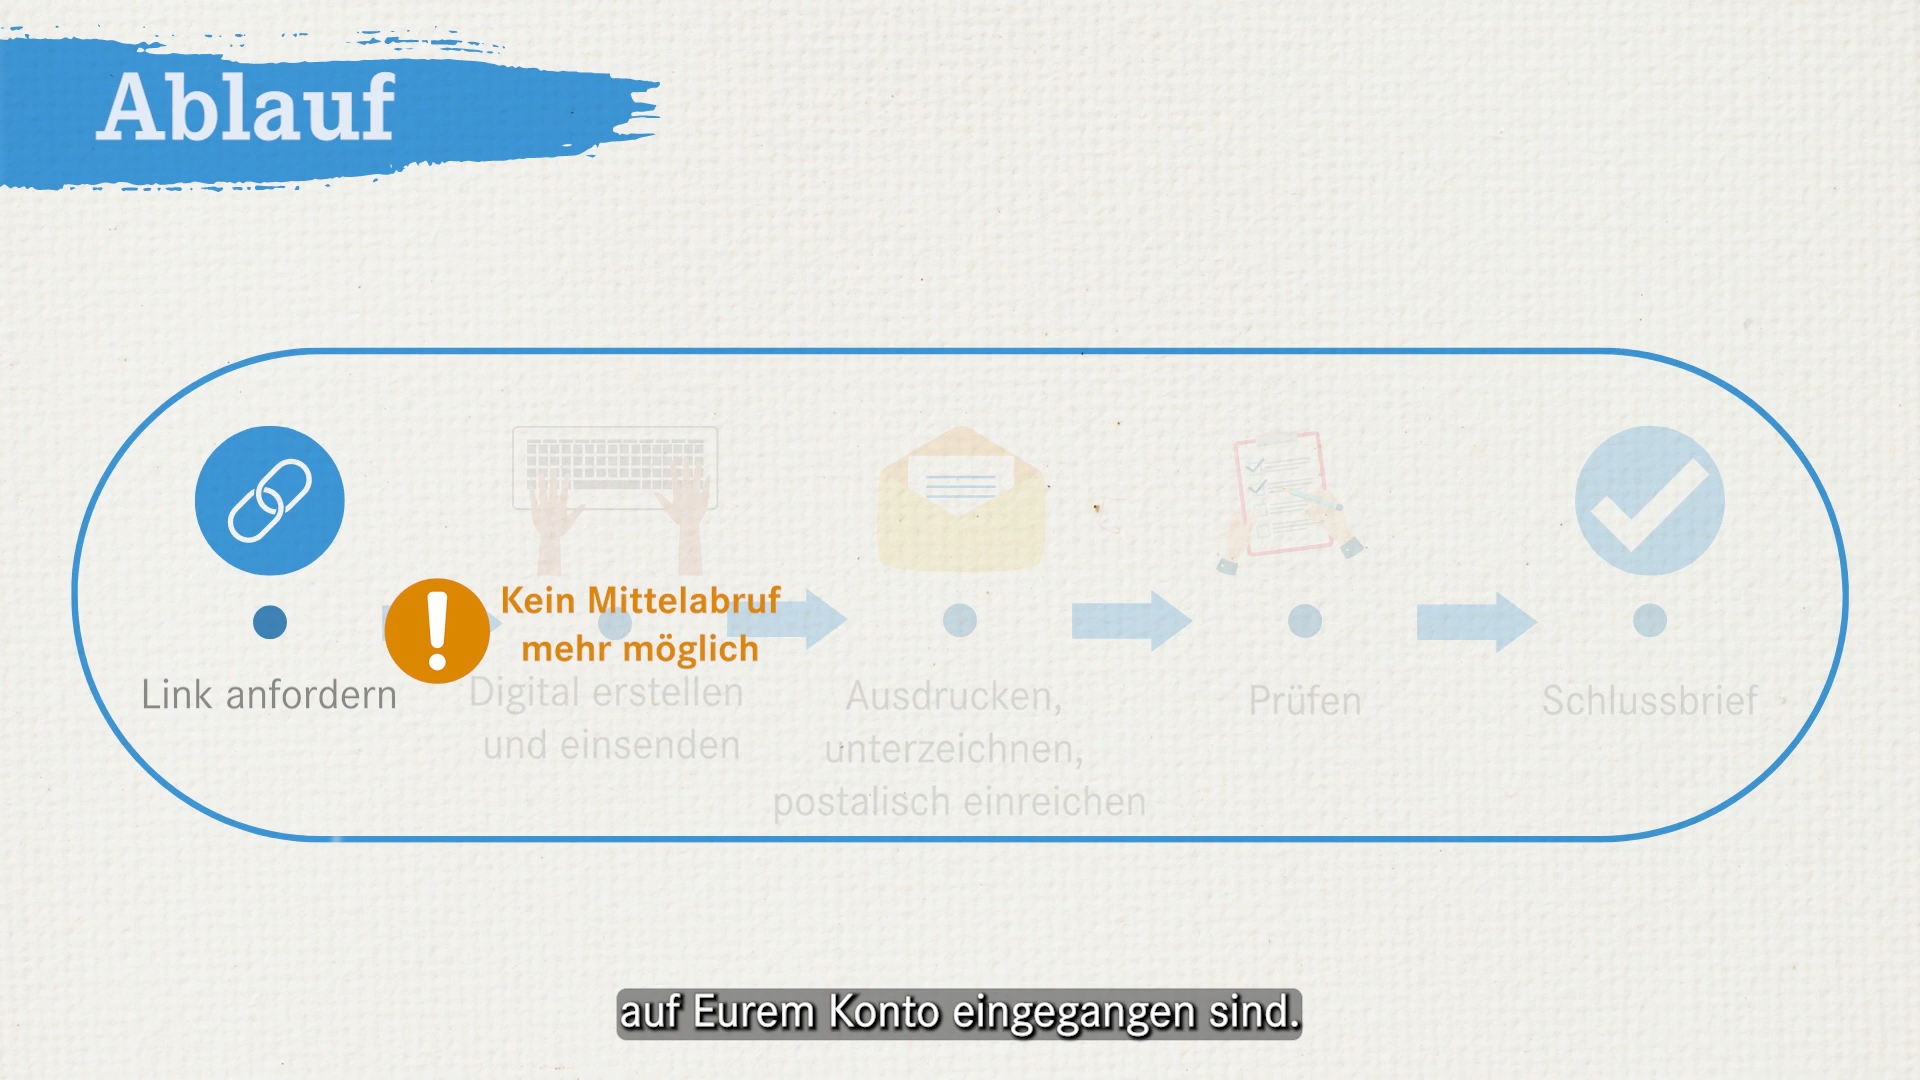 Ablauf
Kein Mittelabruf
mehr möglich
Link anfordern
Digital erstellen
und einsenden
Ausdrucken,
unterzeichnen,
postalisch einreichen
Prüfen
Schlussbrief
auf Eurem Konto eingegangen sind.